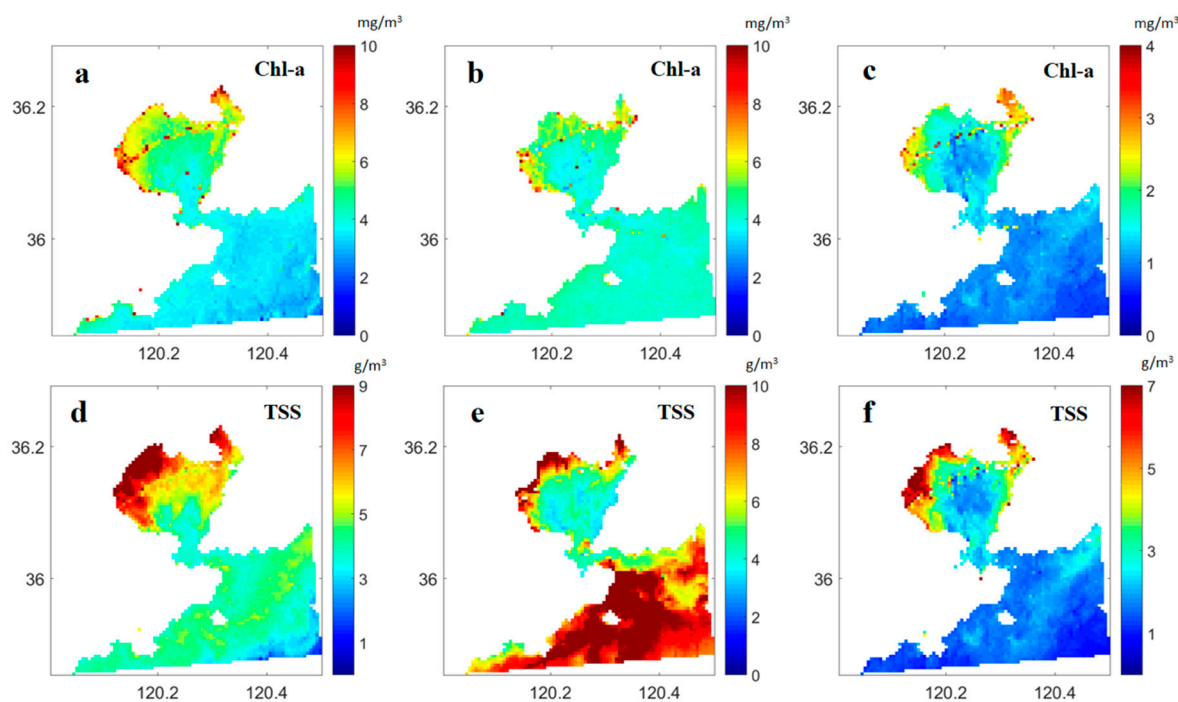 mg/m³ mg/m³ mg/m³
a Chl-a 10 b Chl-a 10 c Chl-a 4
36.2 8 36.2 8 36.2 3
6 6 2
36 4 36 4 36 1
2 2
0 0 0
120.2 120.4 120.2 120.4 120.2 120.4
g/m³ g/m³ g/m³
d TSS 9 e TSS 10 f TSS 7
36.2 7 36.2 8 36.2 5
5 6 3
36 3 36 4 36 1
1 2
0
120.2 120.4 120.2 120.4 120.2 120.4